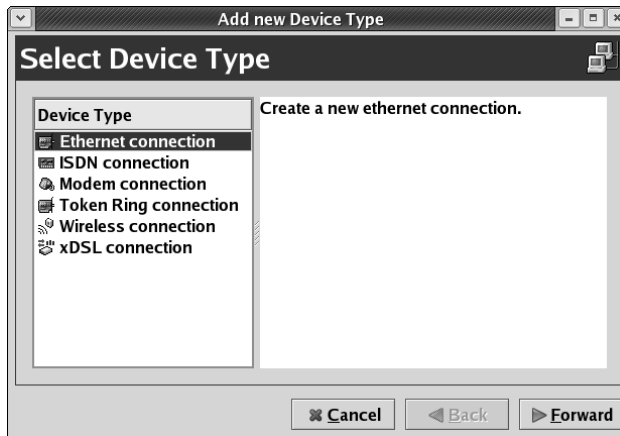 Add new Device Type
Select Device Type
Device Type
Ethernet connection
ISDN connection
Modem connection
Token Ring connection
Wireless connection
xDSL connection
Create a new ethernet connection.
Cancel
Back
Forward